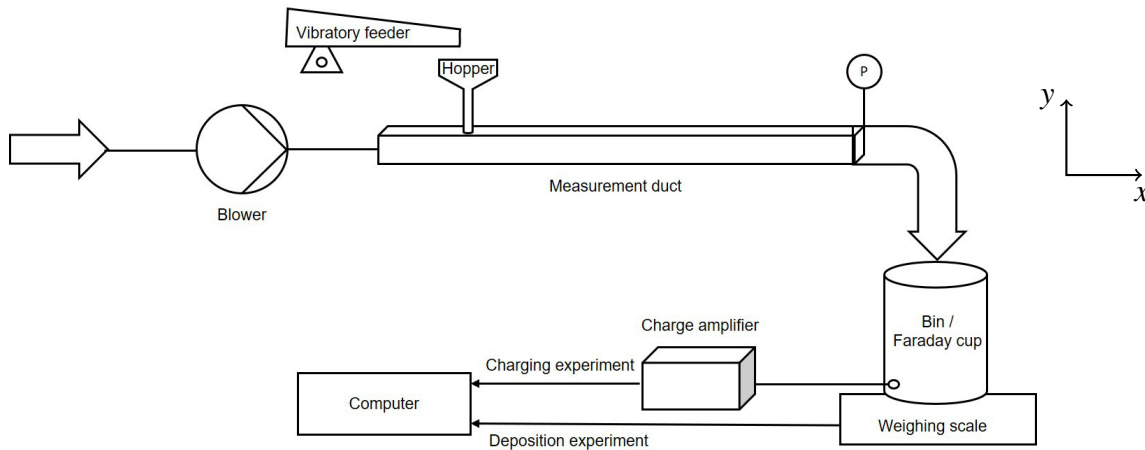 Vibratory feeder
Hopper
P
y
x
Measurement duct
Blower
Bin /
Faraday cup
Charge amplifier
Charging experiment
Computer
Weighing scale
Deposition experiment